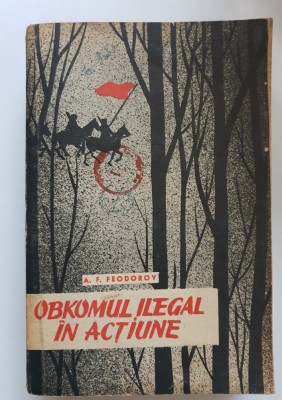 A. F. FEODOROV
OBKOMUL ILEGAL
ÎN ACȚIUNE